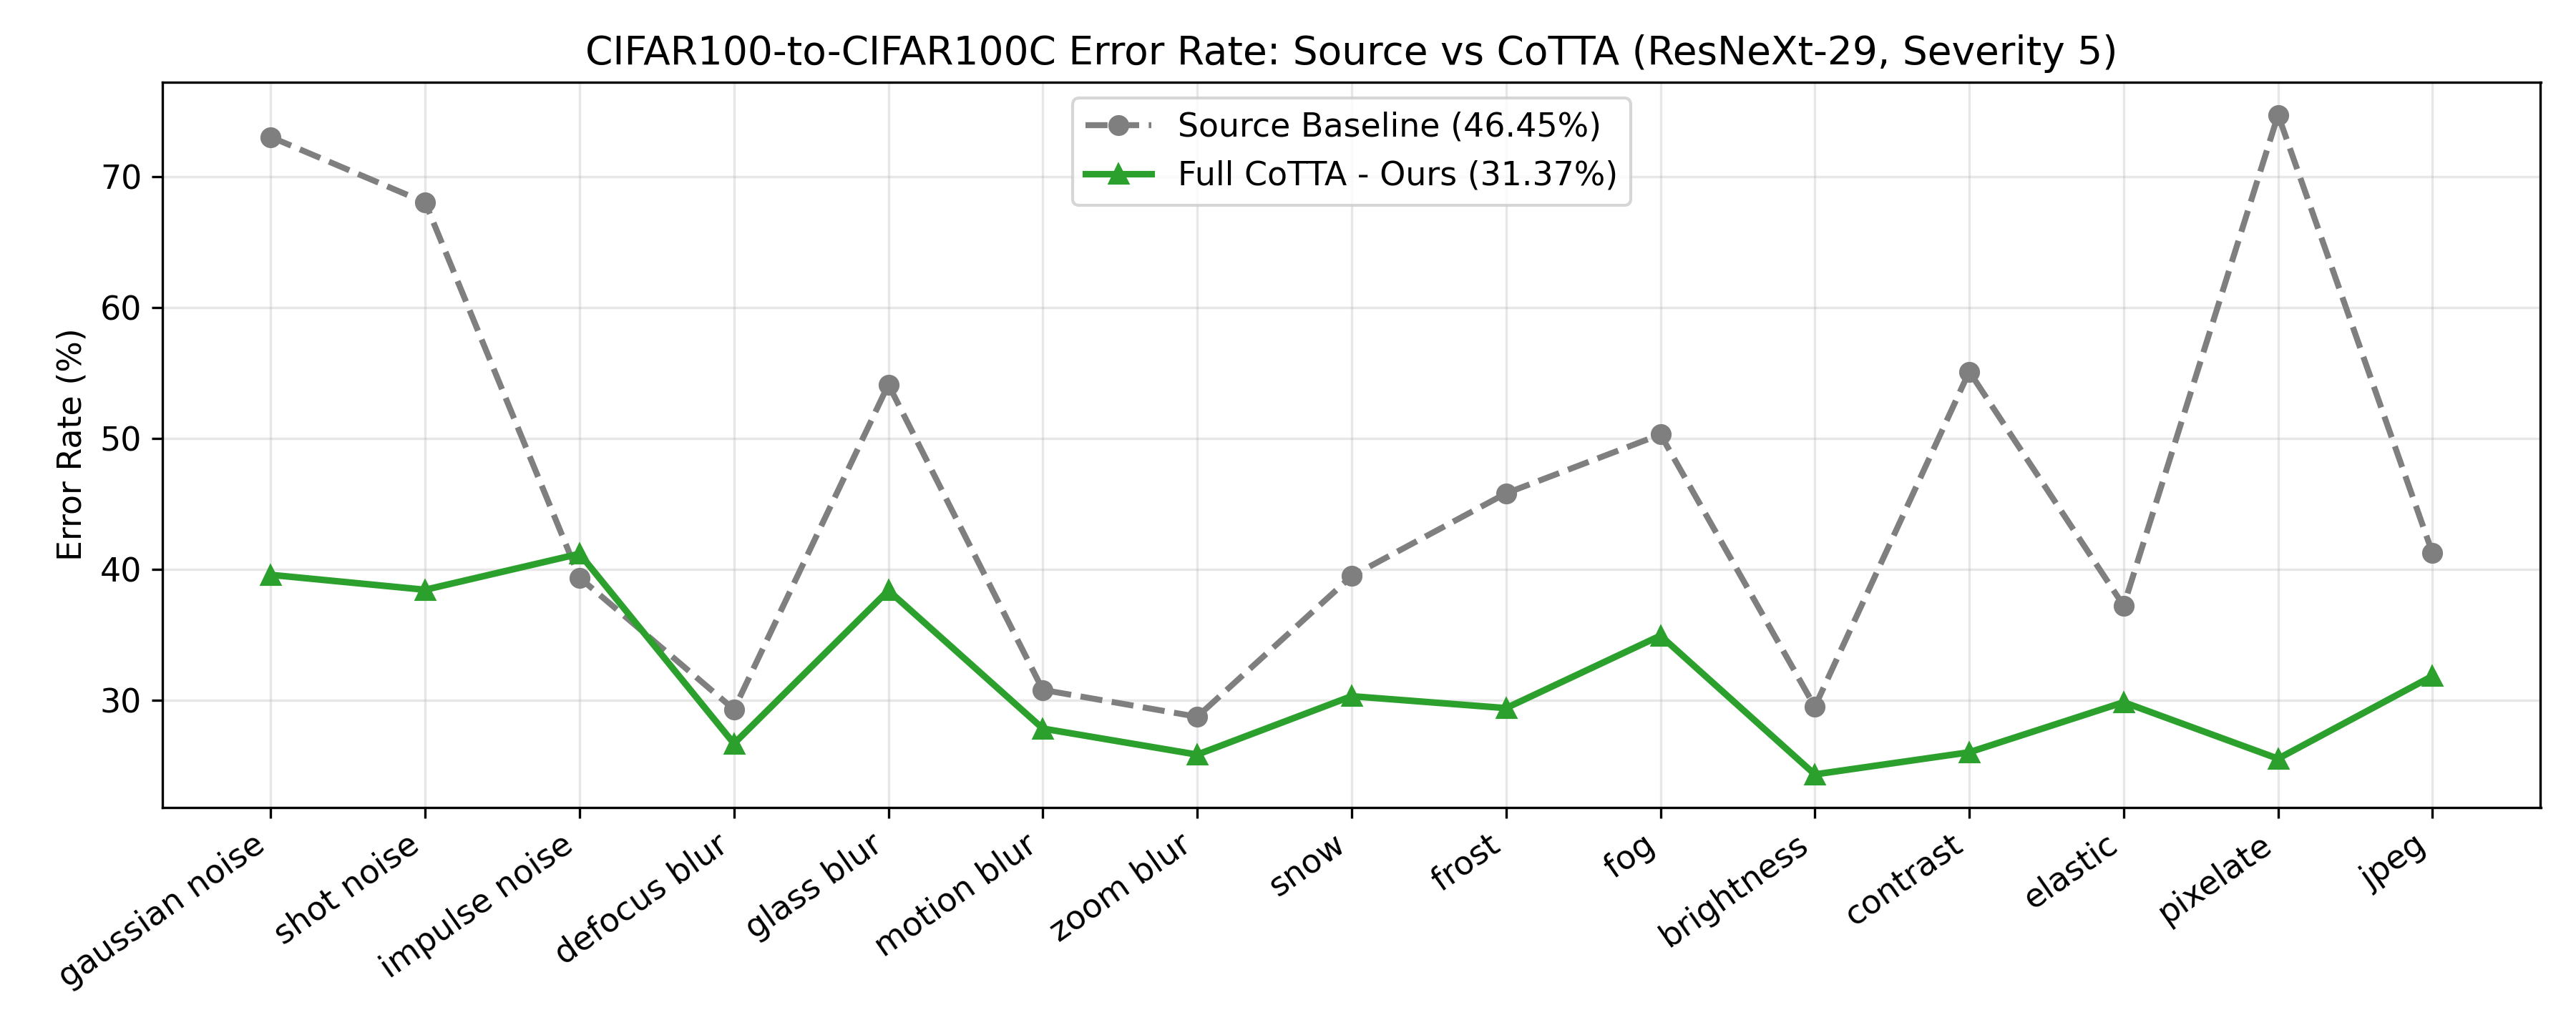 CIFAR100-to-CIFAR100C Error Rate: Source vs CoTTA (ResNeXt-29, Severity 5)
Source Baseline (46.45%)
Full CoTTA - Ours (31.37%)
Error Rate (%)
70
60
50
40
30
gaussian noise
shot noise
impulse noise
defocus blur
glass blur
motion blur
zoom blur
snow
frost
fog
brightness
contrast
elastic
pixelate
jpeg